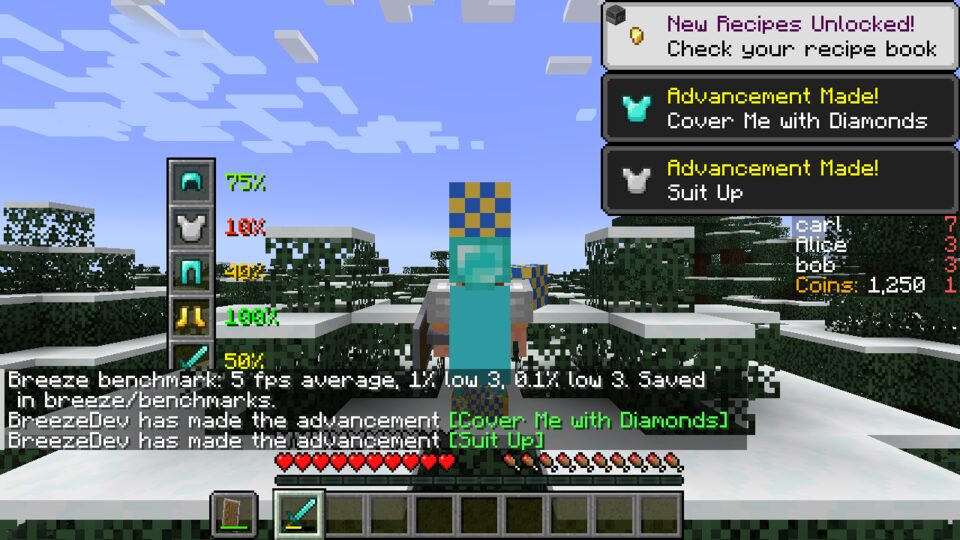 New Recipes Unlocked!
Check your recipe book
Advancement Made!
Cover Me with Diamonds
Advancement Made!
Suit Up
75%
10%
40%
100%
50%
carl 7
Alice 3
bob 3
Coins: 1,250 1
Breeze benchmark: 5 fps average, 1% low 3, 0.1% low 3. Saved
in breeze/benchmarks.
BreezeDev has made the advancement [Cover Me with Diamonds]
BreezeDev has made the advancement [Suit Up]